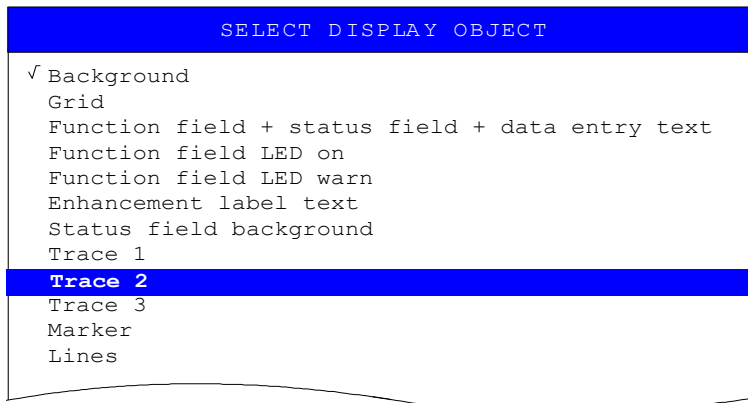 SELECT DISPLAY OBJECT
√ Background
Grid
Function field + status field + data entry text
Function field LED on
Function field LED warn
Enhancement label text
Status field background
Trace 1
Trace 2
Trace 3
Marker
Lines